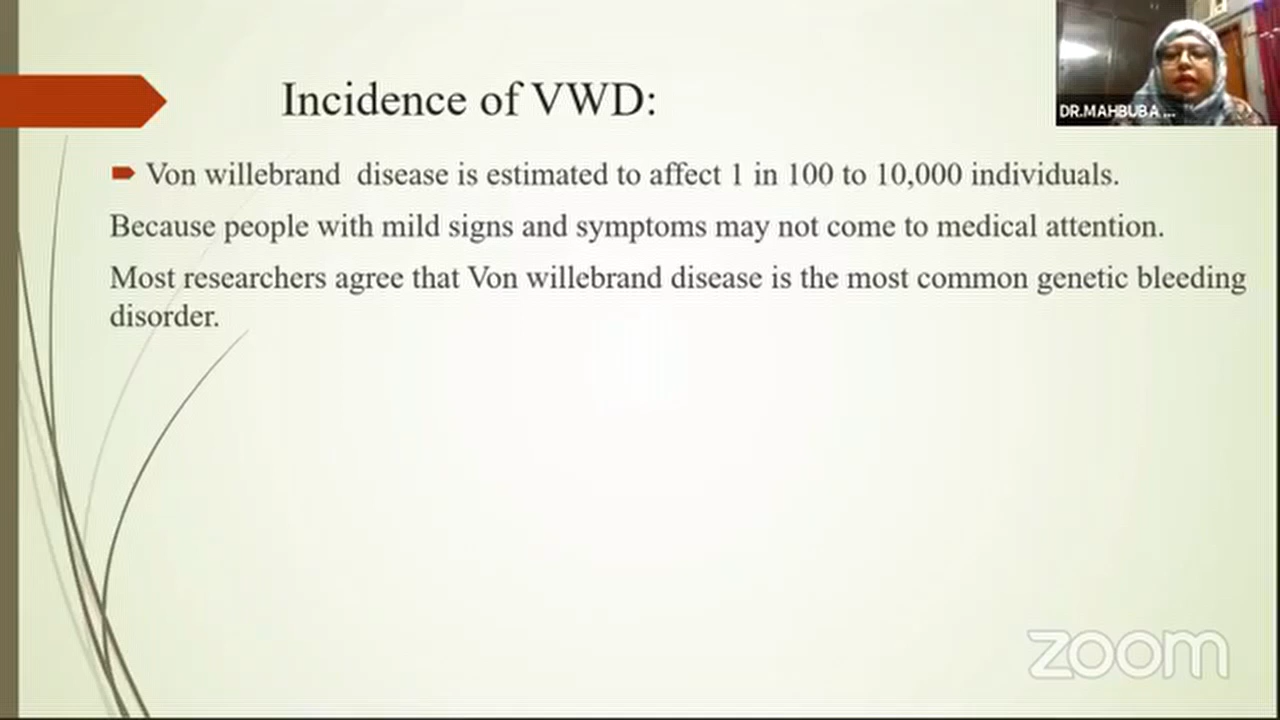 Incidence of VWD:
DR.MAHBUBA ...
Von willebrand disease is estimated to affect 1 in 100 to 10,000 individuals.
Because people with mild signs and symptoms may not come to medical attention.
Most researchers agree that Von willebrand disease is the most common genetic bleeding
disorder.
zoom